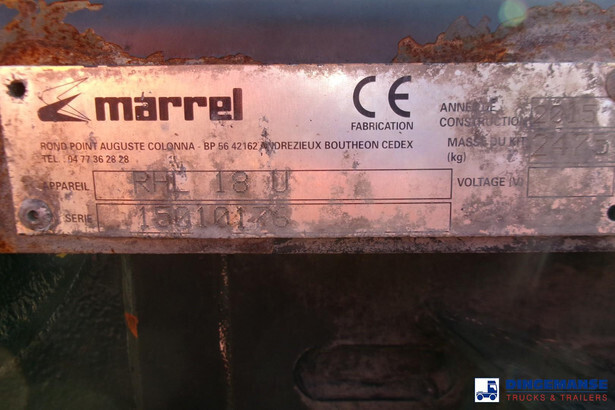 marrel
CE
FABRICATION
ANNEE DE CONSTRUCTION 2015
ROND POINT AUGUSTE COLONNA - BP 56 42162 ANDREZIEUX BOUTHEON CEDEX
TEL : 04 77 36 28 28
MASSE DU KIT (kg)
APPAREIL RHL 18 U
VOLTAGE (V)
SERIE
TRUCKS & TRAILERS